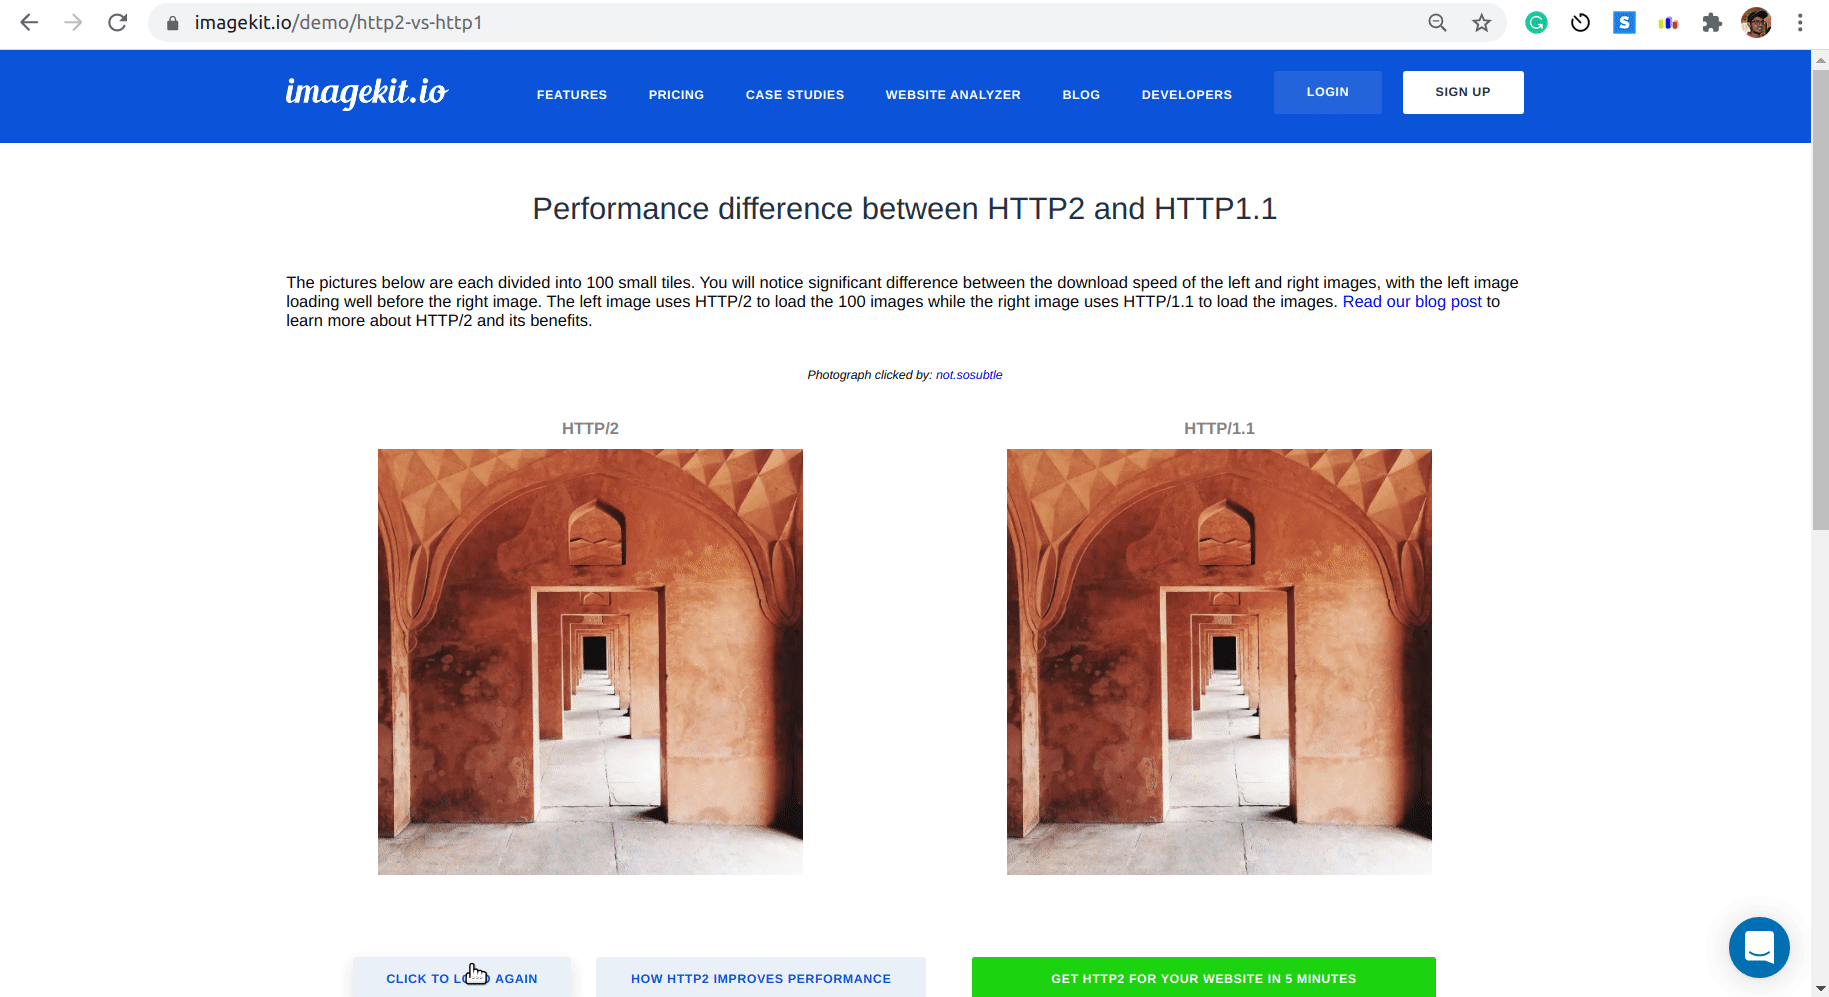 imagekit.io/demo/http2-vs-http1
imagekit.io
FEATURES
PRICING
CASE STUDIES
WEBSITE ANALYZER
BLOG
DEVELOPERS
LOGIN
SIGN UP
Performance difference between HTTP2 and HTTP1.1
The pictures below are each divided into 100 small tiles. You will notice significant difference between the download speed of the left and right images, with the left image
loading well before the right image. The left image uses HTTP/2 to load the 100 images while the right image uses HTTP/1.1 to load the images. Read our blog post to
learn more about HTTP/2 and its benefits.
Photograph clicked by: not.sosubtle
HTTP/2
HTTP/1.1
CLICK TO LOAD AGAIN
HOW HTTP2 IMPROVES PERFORMANCE
GET HTTP2 FOR YOUR WEBSITE IN 5 MINUTES